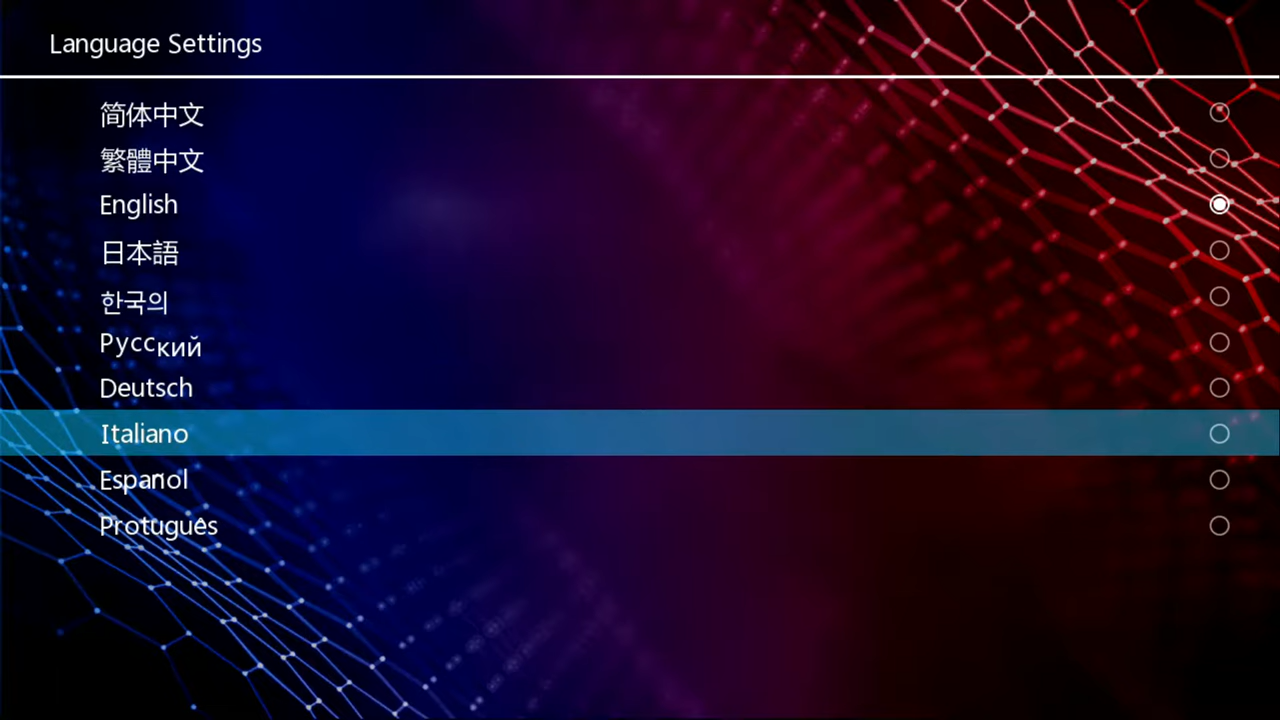 Language Settings
简体中文
繁體中文
English
日本語
한국의
Русский
Deutsch
Italiano
Espanol
Protuguês